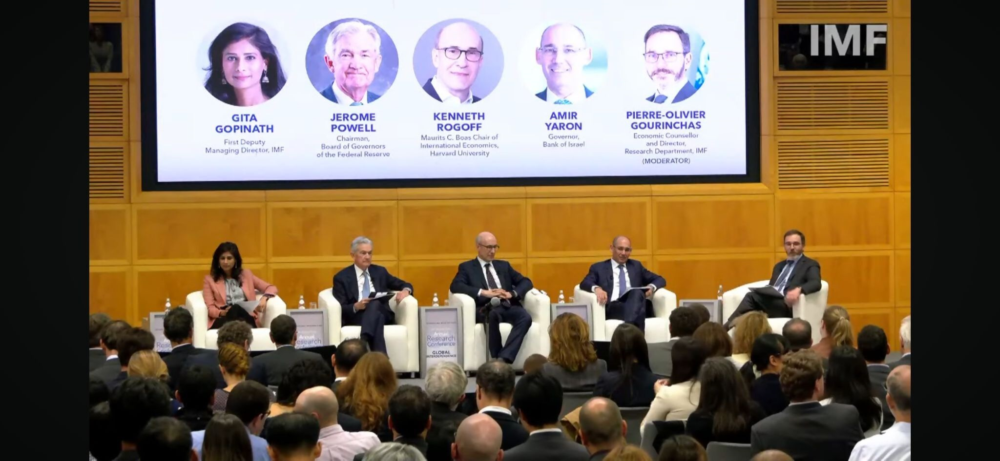 IMF
GITA
GOPINATH
First Deputy
Managing Director, IMF
JEROME
POWELL
Chairman,
Board of Governors
of the Federal Reserve
KENNETH
ROGOFF
Maurits C. Boas Chair of
International Economics,
Harvard University
AMIR
YARON
Governor,
Bank of Israel
PIERRE-OLIVIER
GOURINCHAS
Economic Counsellor
and Director,
Research Department, IMF
(MODERATOR)
Annual
Research
Conference
GLOBAL
INTERDEPENDENCE